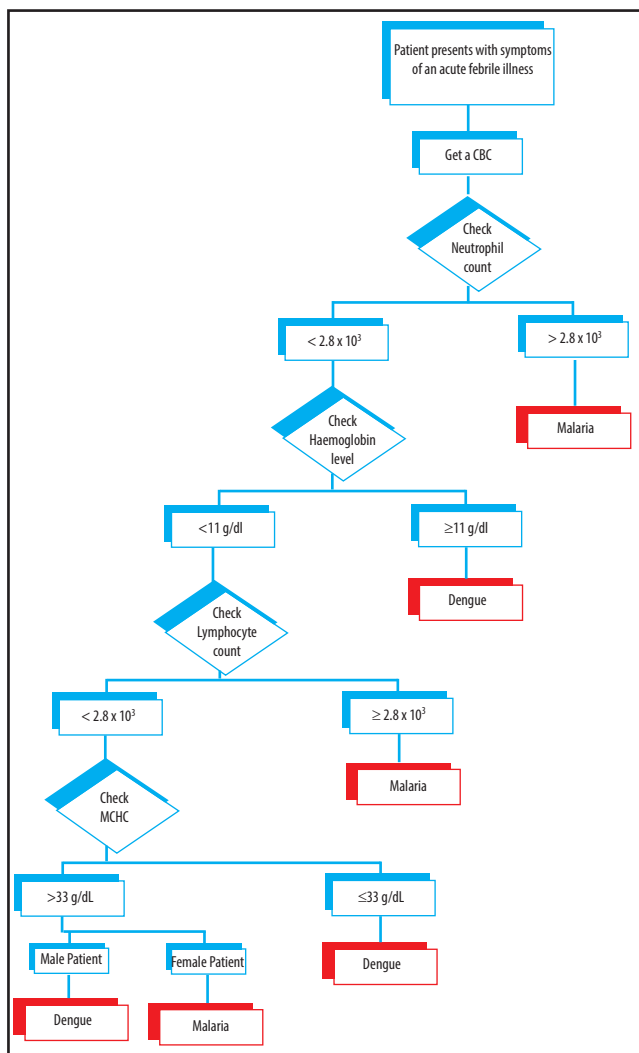 Patient presents with symptoms
of an acute febrile illness
Get a CBC
Check
Neutrophil
count
< 2.8 x 10³
> 2.8 x 10³
Malaria
Check
Haemoglobin
level
<11 g/dl
≥11 g/dl
Dengue
Check
Lymphocyte
count
< 2.8 x 10³
≥ 2.8 x 10³
Malaria
Check
MCHC
>33 g/dL
≤33 g/dL
Male Patient
Female Patient
Dengue
Dengue
Malaria